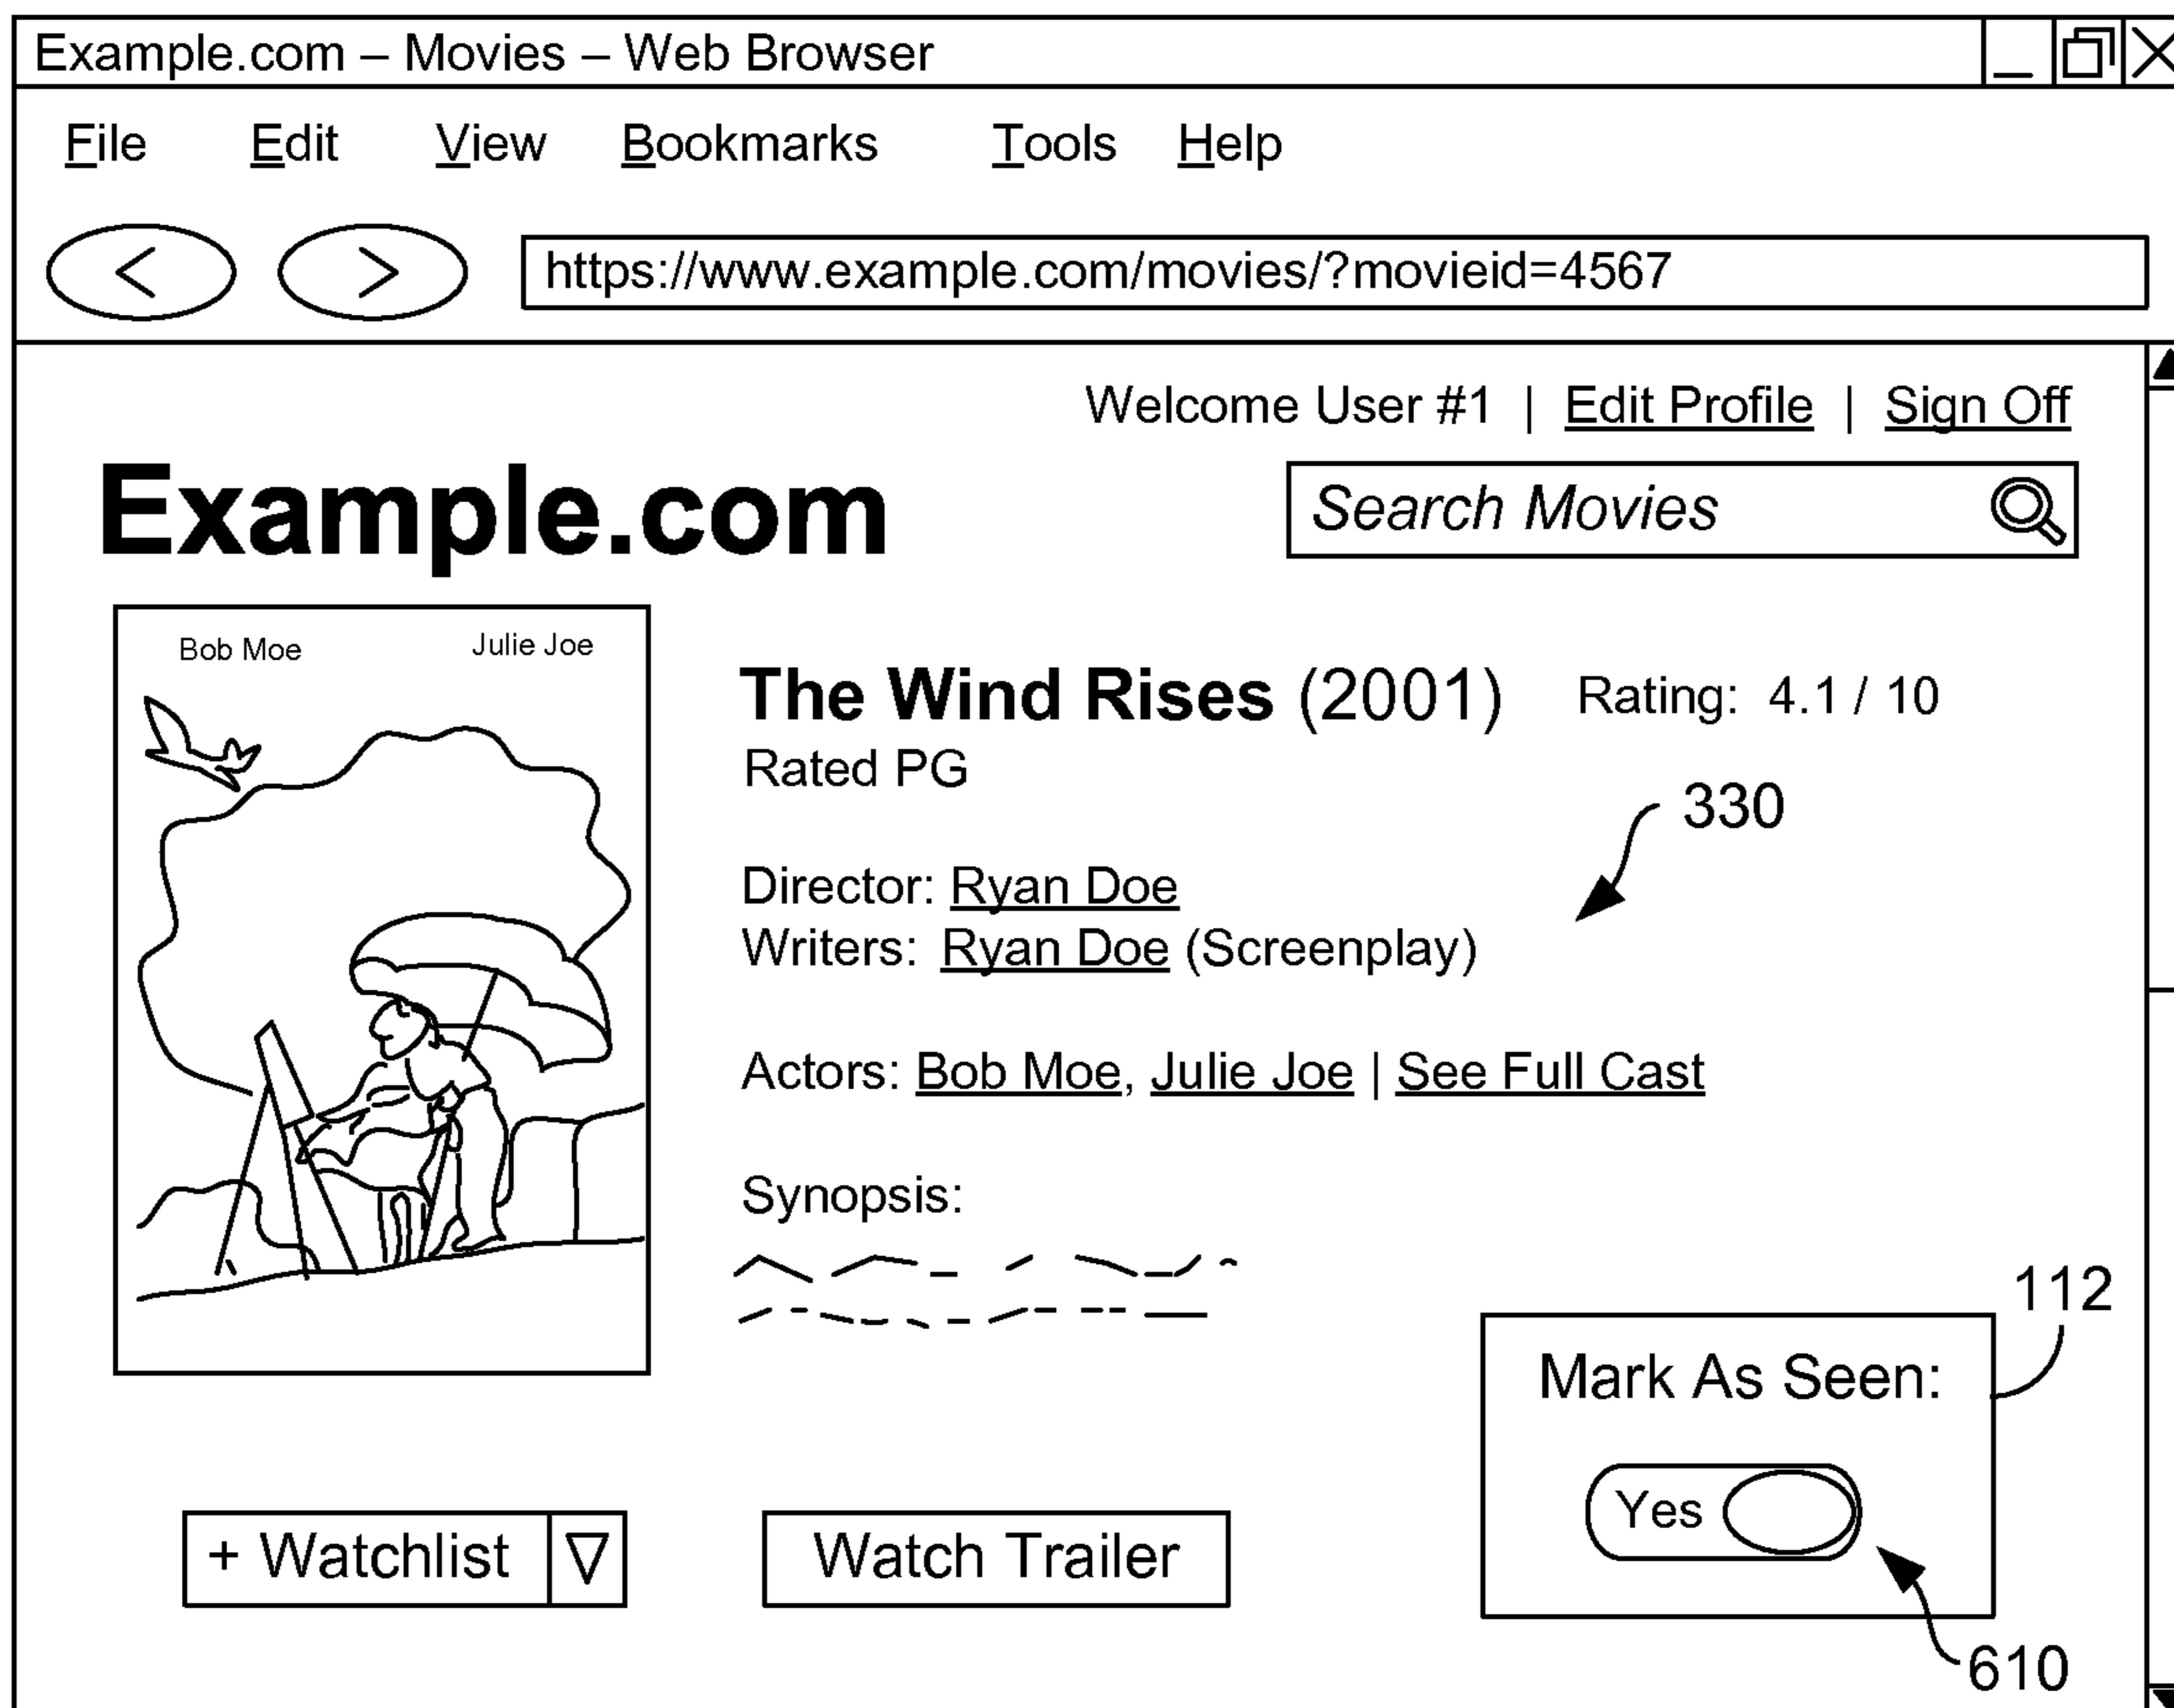 Example.com – Movies – Web Browser
File Edit View Bookmarks Tools Help
< > https://www.example.com/movies/?movieid=4567
Welcome User #1 | Edit Profile | Sign Off
Example.com
Search Movies
Bob Moe Julie Joe
The Wind Rises (2001) Rating: 4.1 / 10
Rated PG
330
Director: Ryan Doe
Writers: Ryan Doe (Screenplay)
Actors: Bob Moe, Julie Joe | See Full Cast
Synopsis:
112
Mark As Seen:
Yes
+ Watchlist
Watch Trailer
610